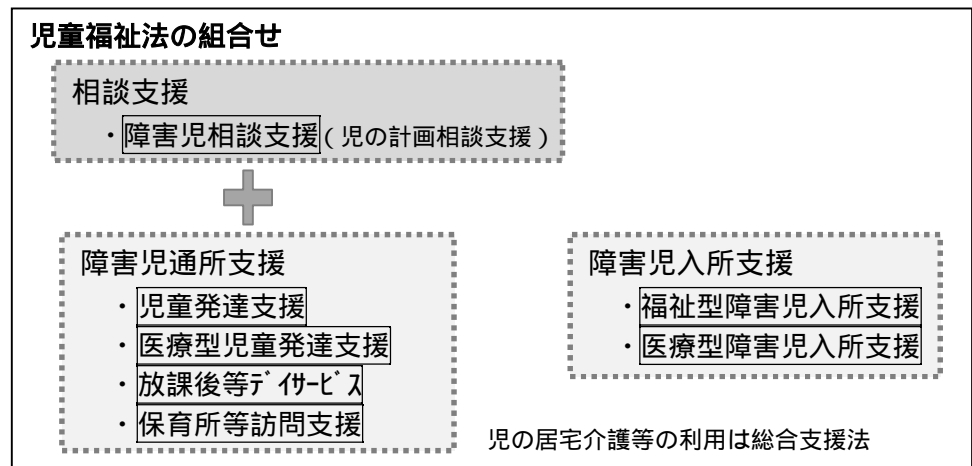 児童福祉法の組合せ
相談支援
・障害児相談支援(児の計画相談支援)
障害児通所支援
・児童発達支援
・医療型児童発達支援
・放課後等ﾃﾞｲｻｰﾋﾞｽ
・保育所等訪問支援
障害児入所支援
・福祉型障害児入所支援
・医療型障害児入所支援
児の居宅介護等の利用は総合支援法